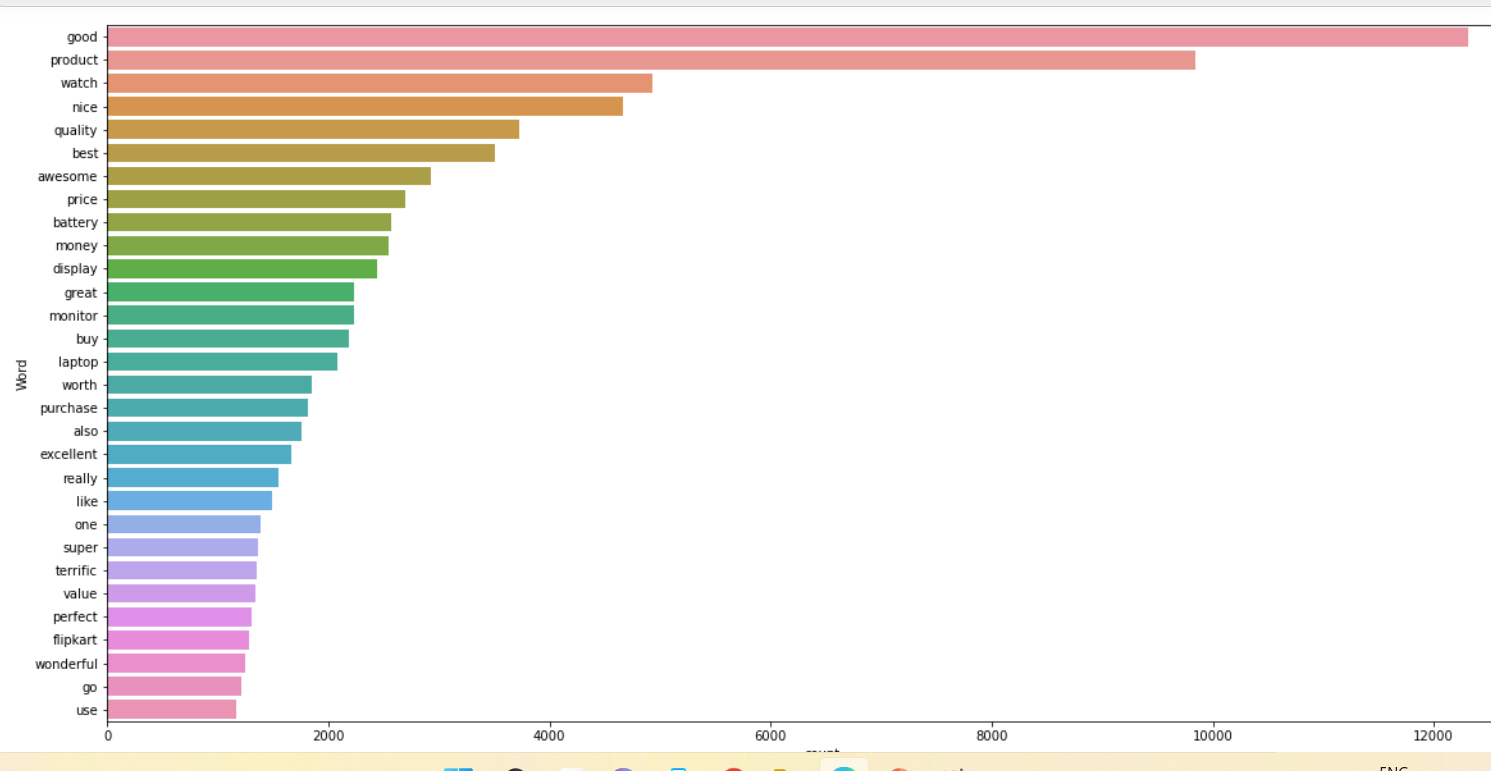 good
product
watch
nice
quality
best
awesome
price
battery
money
display
great
monitor
buy
laptop
worth
purchase
also
excellent
really
like
one
super
terrific
value
perfect
flipkart
wonderful
go
use
Word
0 2000 4000 6000 8000 10000 12000
count
ENG